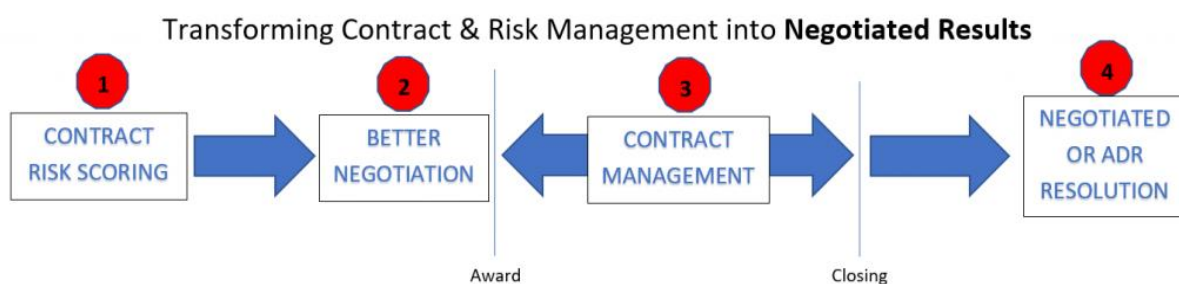 Transforming Contract & Risk Management into Negotiated Results
1
CONTRACT
RISK SCORING
2
BETTER
NEGOTIATION
3
CONTRACT
MANAGEMENT
4
NEGOTIATED
OR ADR
RESOLUTION
Award
Closing